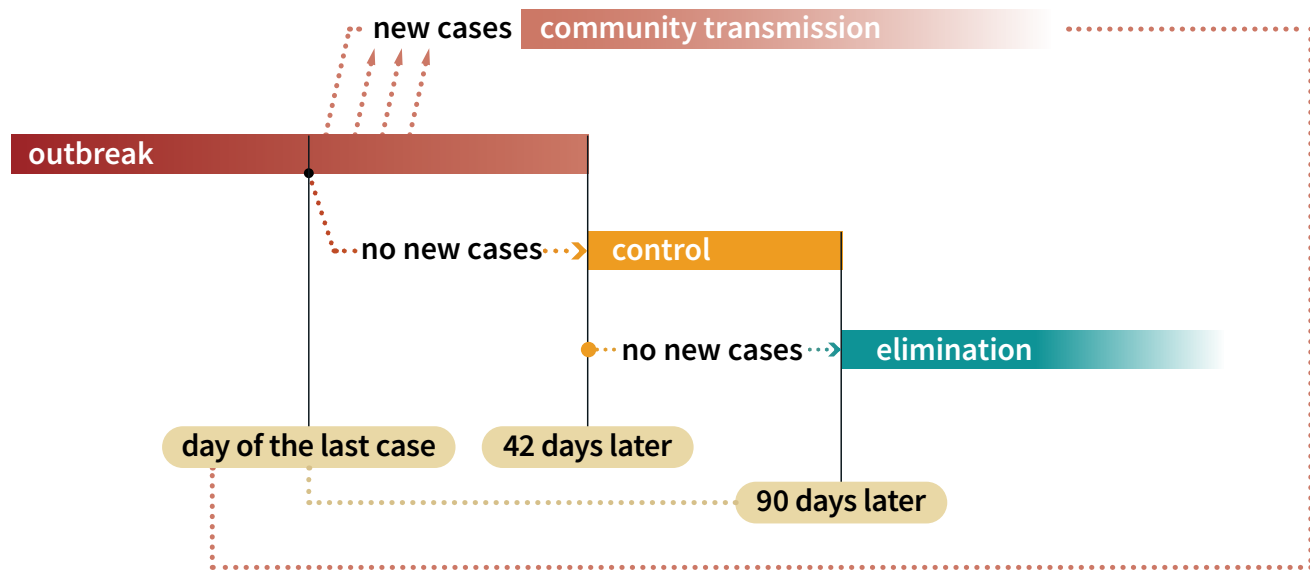 new cases
community transmission
outbreak
no new cases
control
no new cases
elimination
day of the last case
42 days later
90 days later